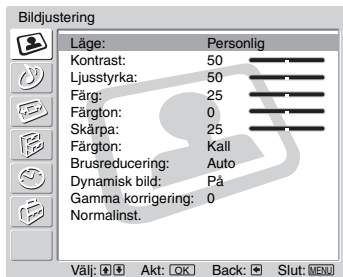 Bildjustering
Läge: Personlig
Kontrast: 50
Ljusstyrka: 50
Färg: 25
Färgton: 0
Skärpa: 25
Färgton: Kall
Brusreducering: Auto
Dynamisk bild: På
Gamma korrigering: 0
Normalinst.
Välj: Akt: OK Back: Slut: MENU